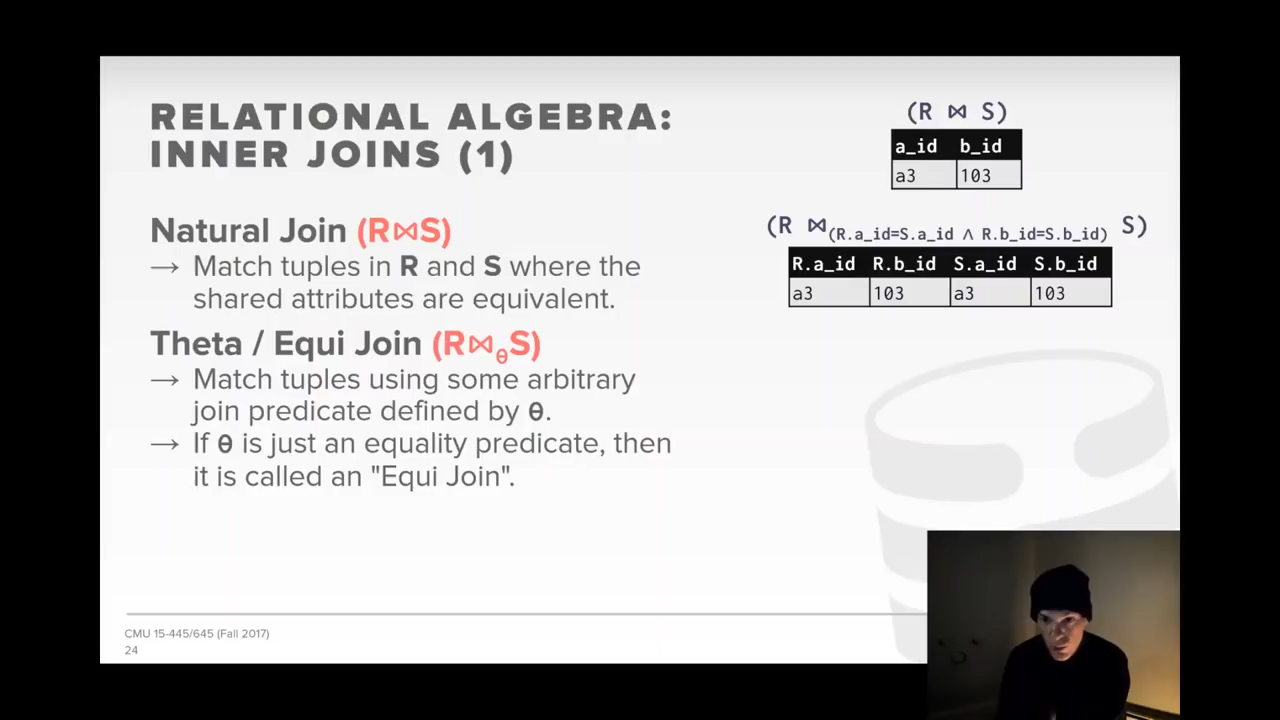 RELATIONAL ALGEBRA:
INNER JOINS (1)
Natural Join (R⋈S)
→ Match tuples in R and S where the
shared attributes are equivalent.
Theta / Equi Join (R⋈θS)
→ Match tuples using some arbitrary
join predicate defined by θ.
→ If θ is just an equality predicate, then
it is called an "Equi Join".
(R ⋈ S)
a_id b_id
a3 103
(R ⋈(R.a_id=S.a_id ∧ R.b_id=S.b_id) S)
R.a_id R.b_id S.a_id S.b_id
a3 103 a3 103
CMU 15-445/645 (Fall 2017)
24